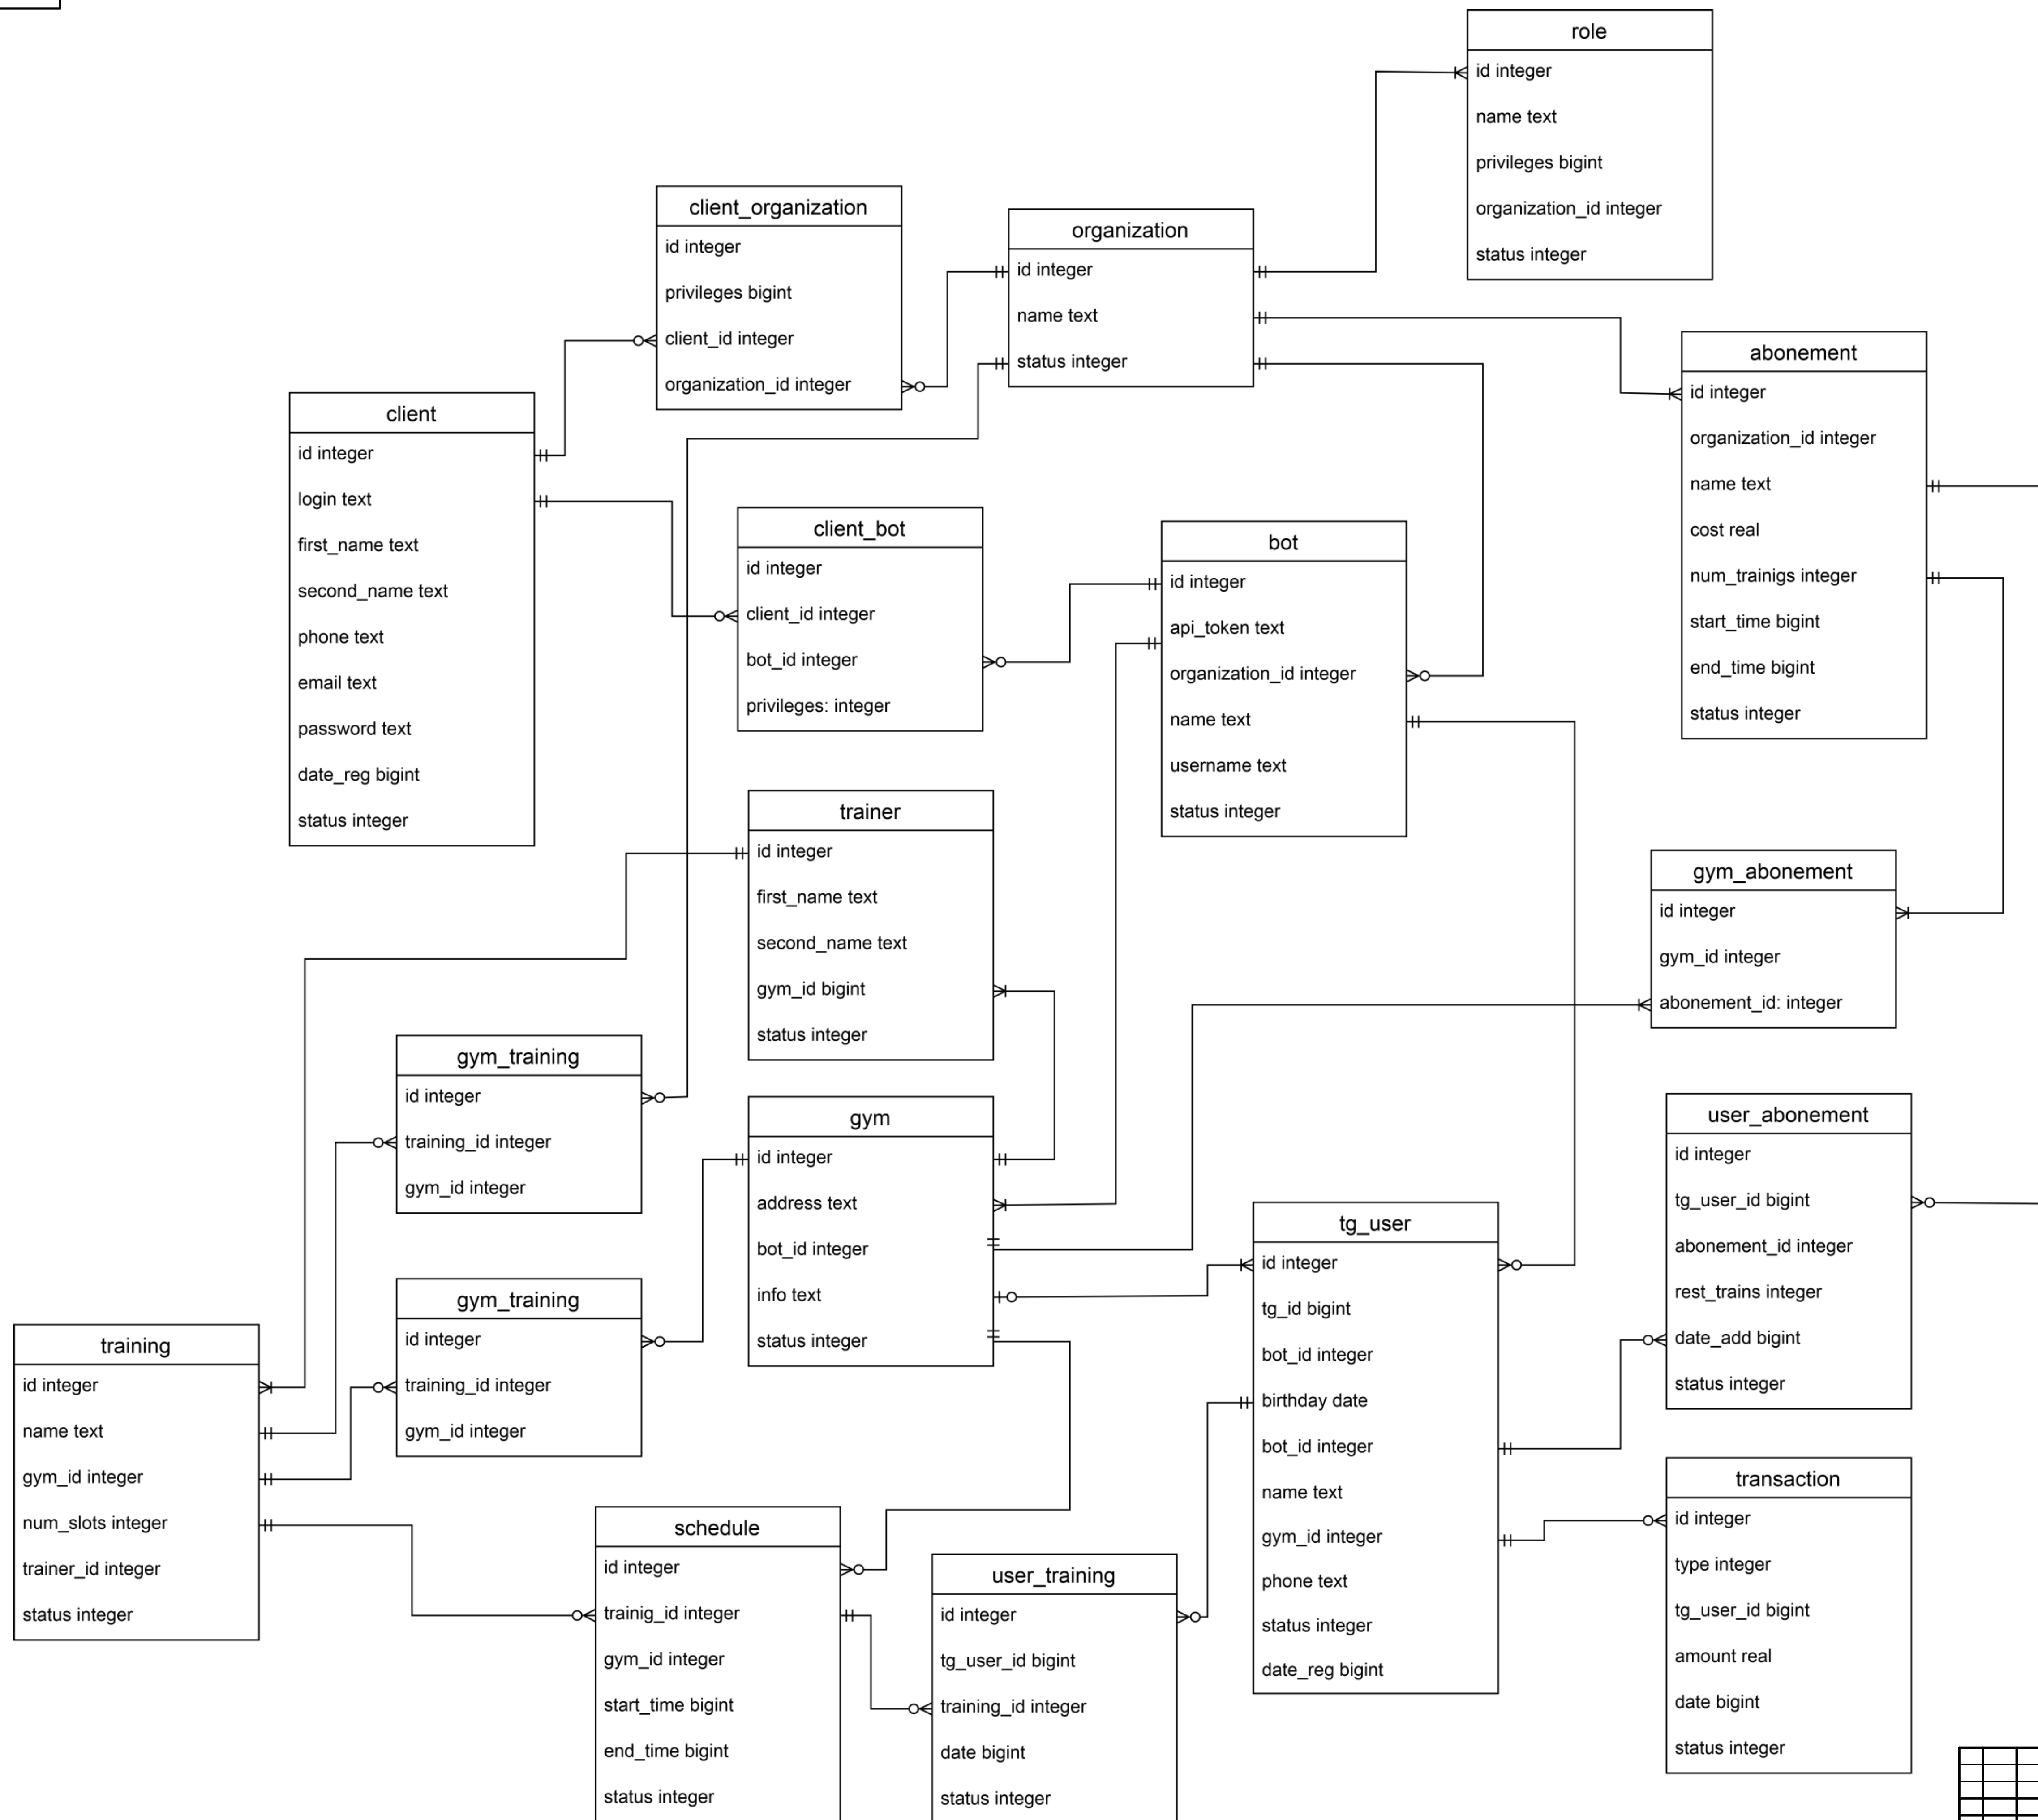 role
id integer
name text
privileges bigint
organization_id integer
status integer
client_organization
id integer
privileges bigint
client_id integer
organization_id integer
organization
id integer
name text
status integer
abonement
id integer
organization_id integer
name text
cost real
num_trainigs integer
start_time bigint
end_time bigint
status integer
client
id integer
login text
first_name text
second_name text
phone text
email text
password text
date_reg bigint
status integer
client_bot
id integer
client_id integer
bot_id integer
privileges: integer
bot
id integer
api_token text
organization_id integer
name text
username text
status integer
trainer
id integer
first_name text
second_name text
gym_id bigint
status integer
gym_abonement
id integer
gym_id integer
abonement_id: integer
gym_training
id integer
training_id integer
gym_id integer
gym
id integer
address text
bot_id integer
info text
status integer
user_abonement
id integer
tg_user_id bigint
abonement_id integer
rest_trains integer
date_add bigint
status integer
tg_user
id integer
tg_id bigint
bot_id integer
birthday date
bot_id integer
name text
gym_id integer
phone text
status integer
date_reg bigint
gym_training
id integer
training_id integer
gym_id integer
training
id integer
name text
gym_id integer
num_slots integer
trainer_id integer
status integer
transaction
id integer
type integer
tg_user_id bigint
amount real
date bigint
status integer
schedule
id integer
trainig_id integer
gym_id integer
start_time bigint
end_time bigint
status integer
user_training
id integer
tg_user_id bigint
training_id integer
date bigint
status integer